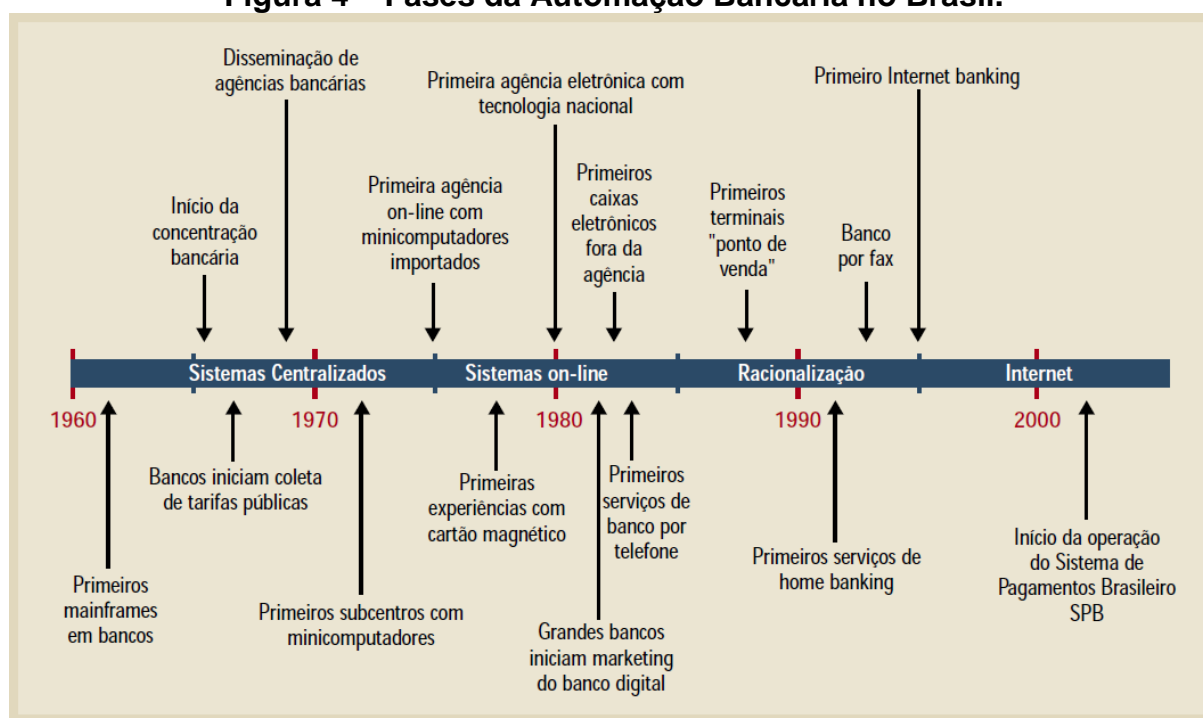 Figura 4 – Fases da Automação Bancária no Brasil.
Disseminação de
agências bancárias
Primeira agência eletrônica com
tecnologia nacional
Primeiro Internet banking
Início da
concentração
bancária
Primeira agência
on-line com
minicomputadores
importados
Primeiros
caixas
eletrônicos
fora da
agência
Primeiros
terminais
"ponto de
venda"
Banco
por fax
Sistemas Centralizados
Sistemas on-line
Racionalização
Internet
1960
1970
1980
1990
2000
Bancos iniciam coleta
de tarifas públicas
Primeiras
experiências com
cartão magnético
Primeiros
serviços de
banco por
telefone
Primeiros
mainframes
em bancos
Primeiros subcentros com
minicomputadores
Grandes bancos
iniciam marketing
do banco digital
Primeiros serviços de
home banking
Início da operação
do Sistema de
Pagamentos Brasileiro
SPB